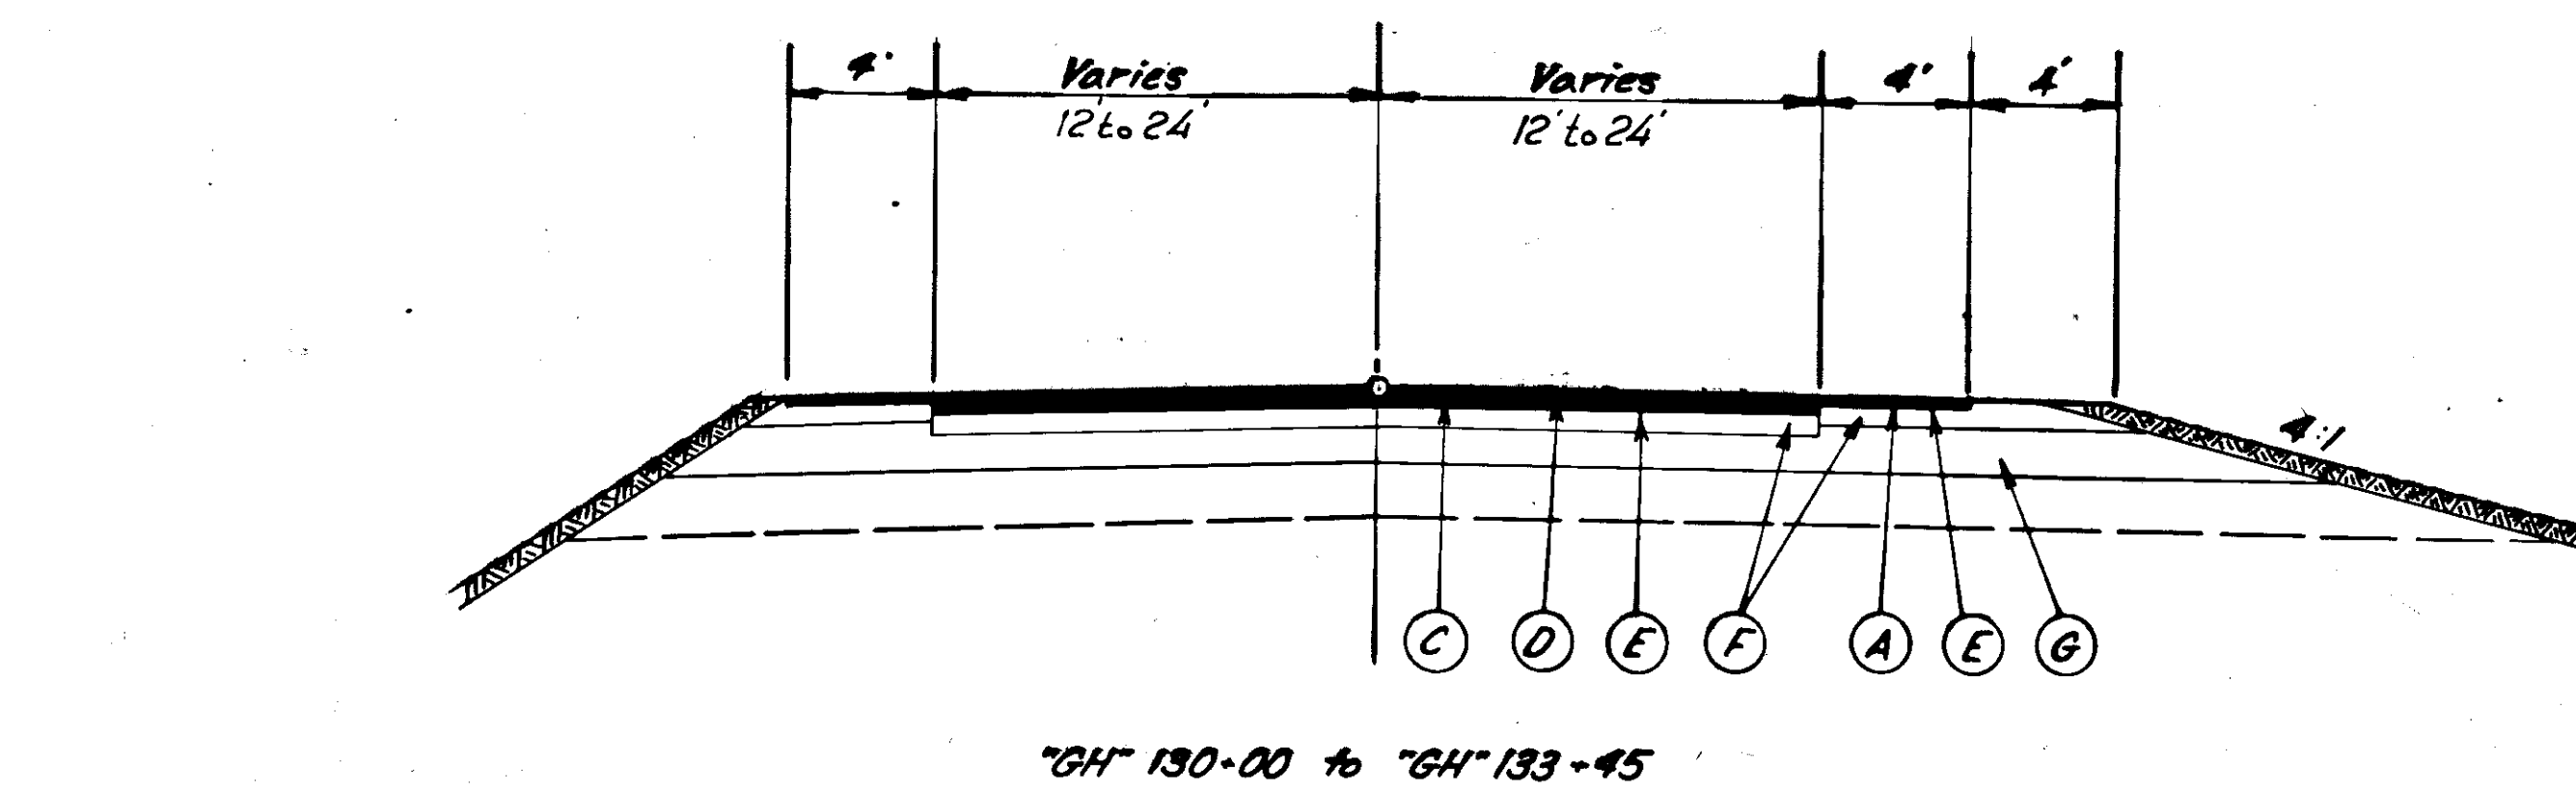 4' Varies Varies 4' 4'
12' to 24' 12' to 24'
4:1
C D E F A E G
"GH" 130+00 to "GH" 133+45